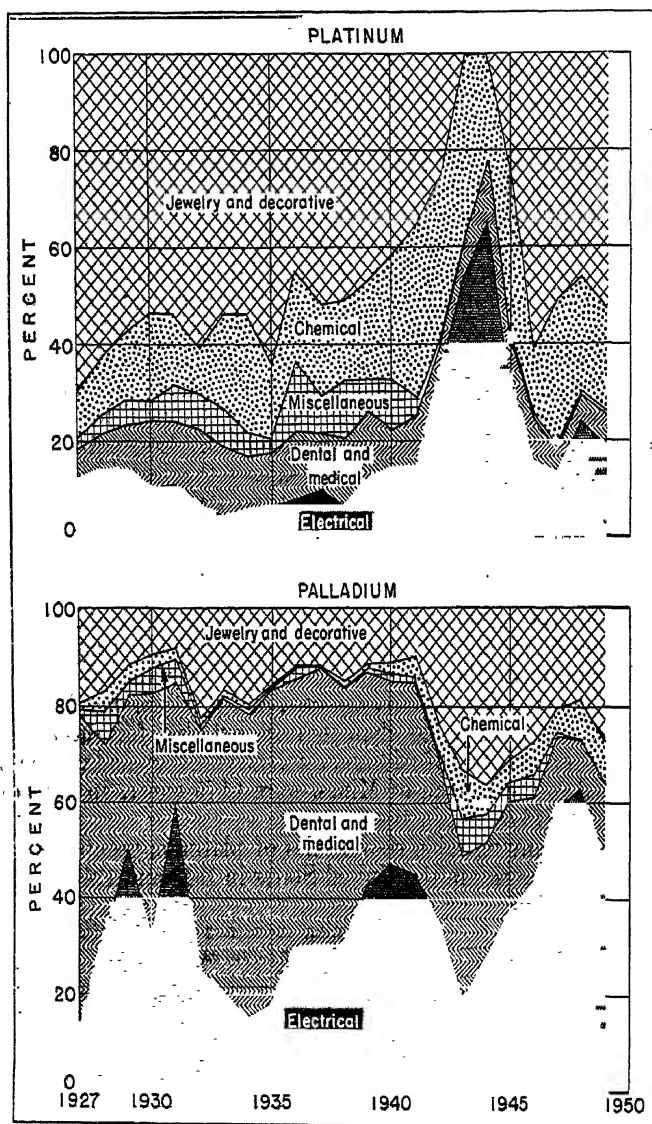 PLATINUM
100
80
60
40
20
0
PERCENT
Jewelry and decorative
Chemical
Miscellaneous
Dental and
medical
Electrical
PALLADIUM
100
80
60
40
20
0
PERCENT
Jewelry and decorative
Chemical
Miscellaneous
Dental and
medical
Electrical
1927 1930 1935 1940 1945 1950